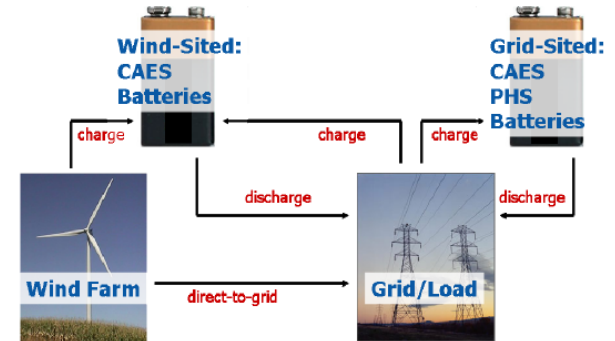 Wind-Sited:
CAES
Batteries
Grid-Sited:
CAES
PHS
Batteries
charge
charge
charge
discharge
discharge
Wind Farm
direct-to-grid
Grid/Load